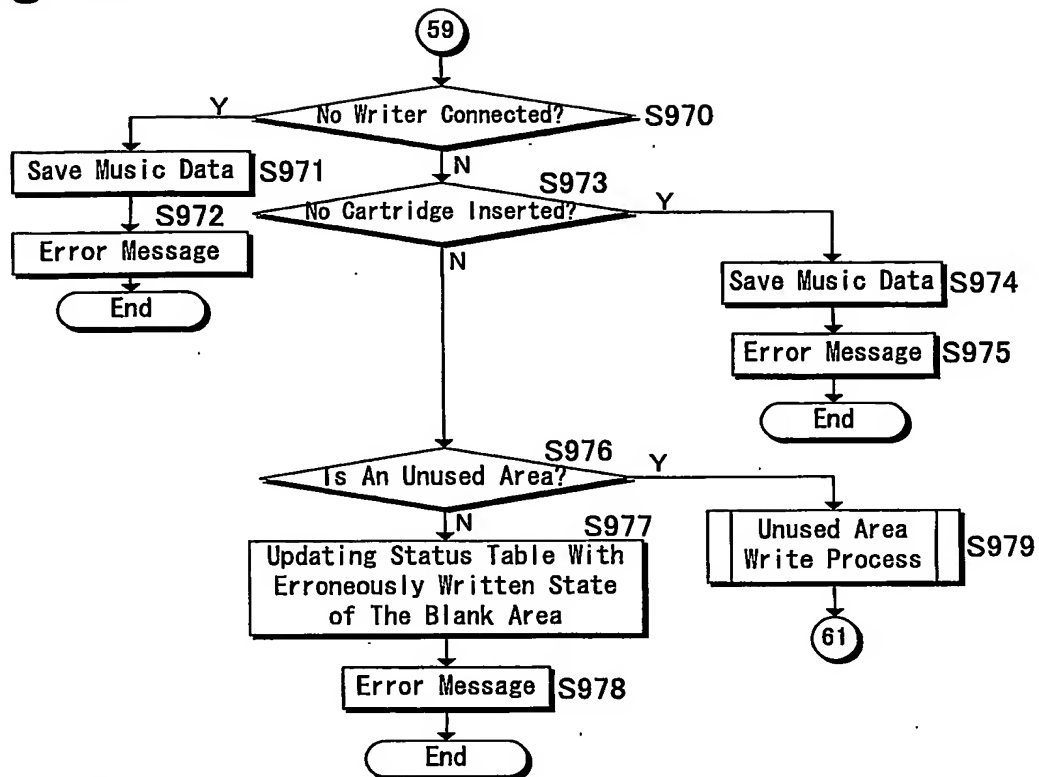 59
Y
No Writer Connected?
S970
N
Save Music Data
S971
S973
No Cartridge Inserted?
Y
S972
Error Message
N
End
Save Music Data
S974
Error Message
S975
End
S976
Is An Unused Area?
Y
N
S977
Updating Status Table With
Erroneously Written State
of The Blank Area
Unused Area
Write Process
S979
61
Error Message
S978
End